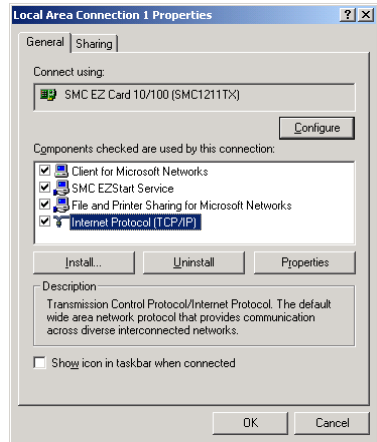 Local Area Connection 1 Properties
General
Sharing
Connect using:
SMC EZ Card 10/100 (SMC1211TX)
Configure
Components checked are used by this connection:
Client for Microsoft Networks
SMC EZStart Service
File and Printer Sharing for Microsoft Networks
Internet Protocol (TCP/IP)
Install...
Uninstall
Properties
Description
Transmission Control Protocol/Internet Protocol. The default
wide area network protocol that provides communication
across diverse interconnected networks.
Show icon in taskbar when connected
OK
Cancel